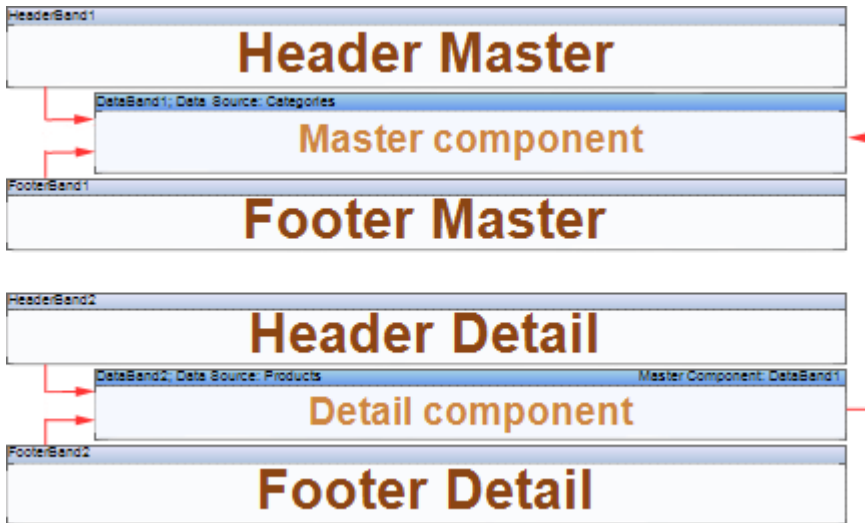 HeaderBand1
Header Master
DataBand1; Data Source: Categories
Master component
FooterBand1
Footer Master
HeaderBand2
Header Detail
DataBand2; Data Source: Products Master Component: DataBand1
Detail component
FooterBand2
Footer Detail